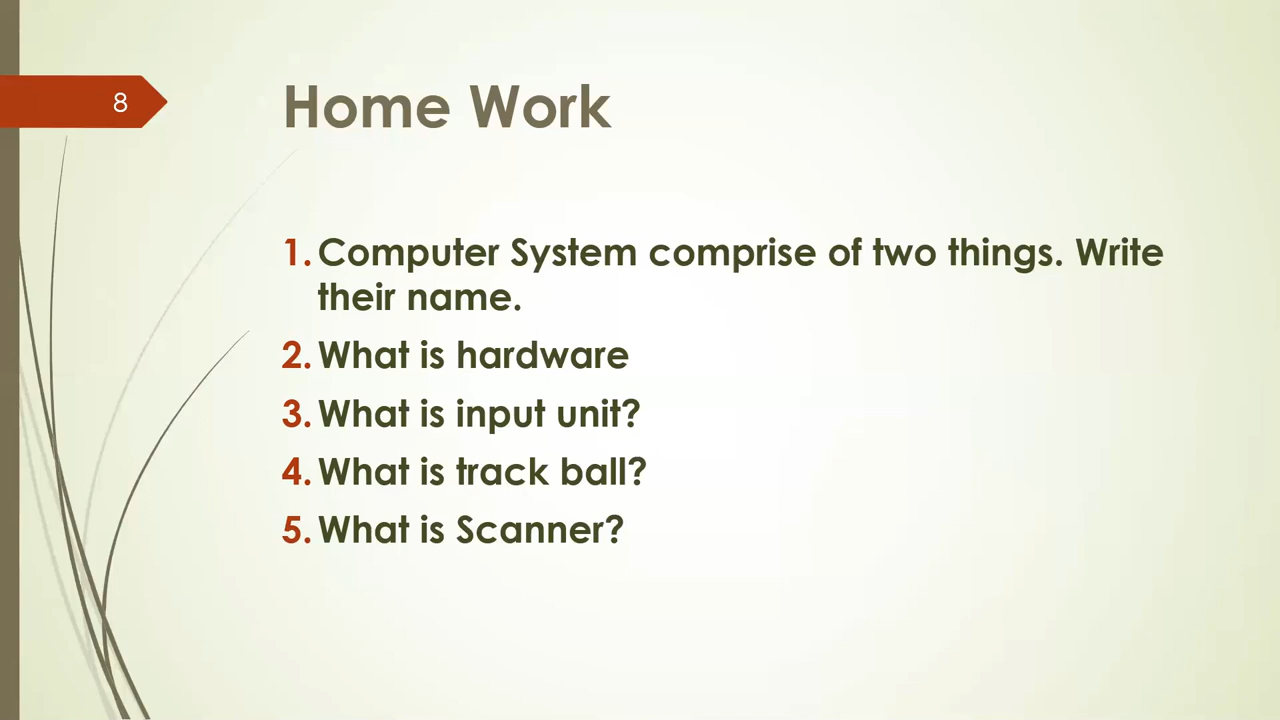 8
Home Work
1. Computer System comprise of two things. Write
their name.
2. What is hardware
3. What is input unit?
4. What is track ball?
5. What is Scanner?